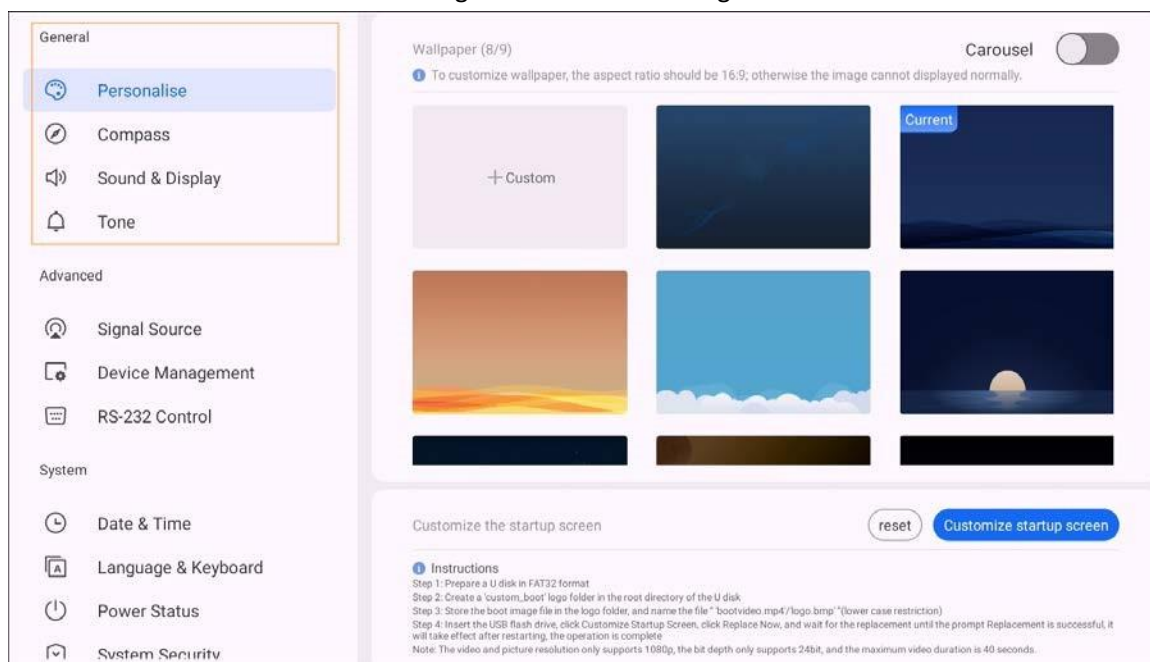 General
Personalise
Compass
Sound & Display
Tone
Advanced
Signal Source
Device Management
RS-232 Control
System
Date & Time
Language & Keyboard
Power Status
System Security
Wallpaper (8/9)
Carousel
To customize wallpaper, the aspect ratio should be 16:9; otherwise the image cannot displayed normally.
+ Custom
Current
Customize the startup screen
reset
Customize startup screen
Instructions
Step 1: Prepare a U disk in FAT32 format
Step 2: Create a 'custom_boot' logo folder in the root directory of the U disk
Step 3: Store the boot image file in the logo folder, and name the file " 'bootvideo.mp4'/'logo.bmp' "(lower case restriction)
Step 4: Insert the USB flash drive, click Customize Startup Screen, click Replace Now, and wait for the replacement until the prompt Replacement is successful, it
will take effect after restarting, the operation is complete
Note: The video and picture resolution only supports 1080p, the bit depth only supports 24bit, and the maximum video duration is 40 seconds.